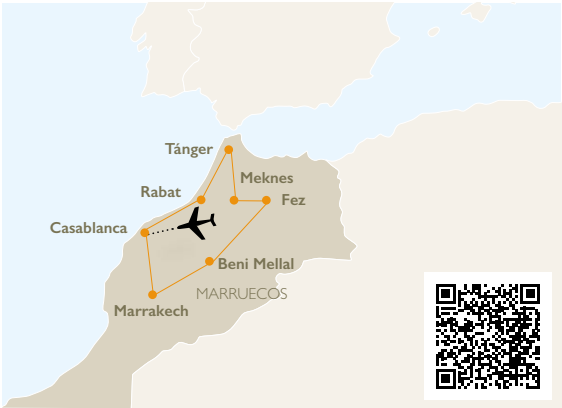 Tánger
Meknes
Rabat
Fez
Casablanca
Beni Mellal
MARRUECOS
Marrakech